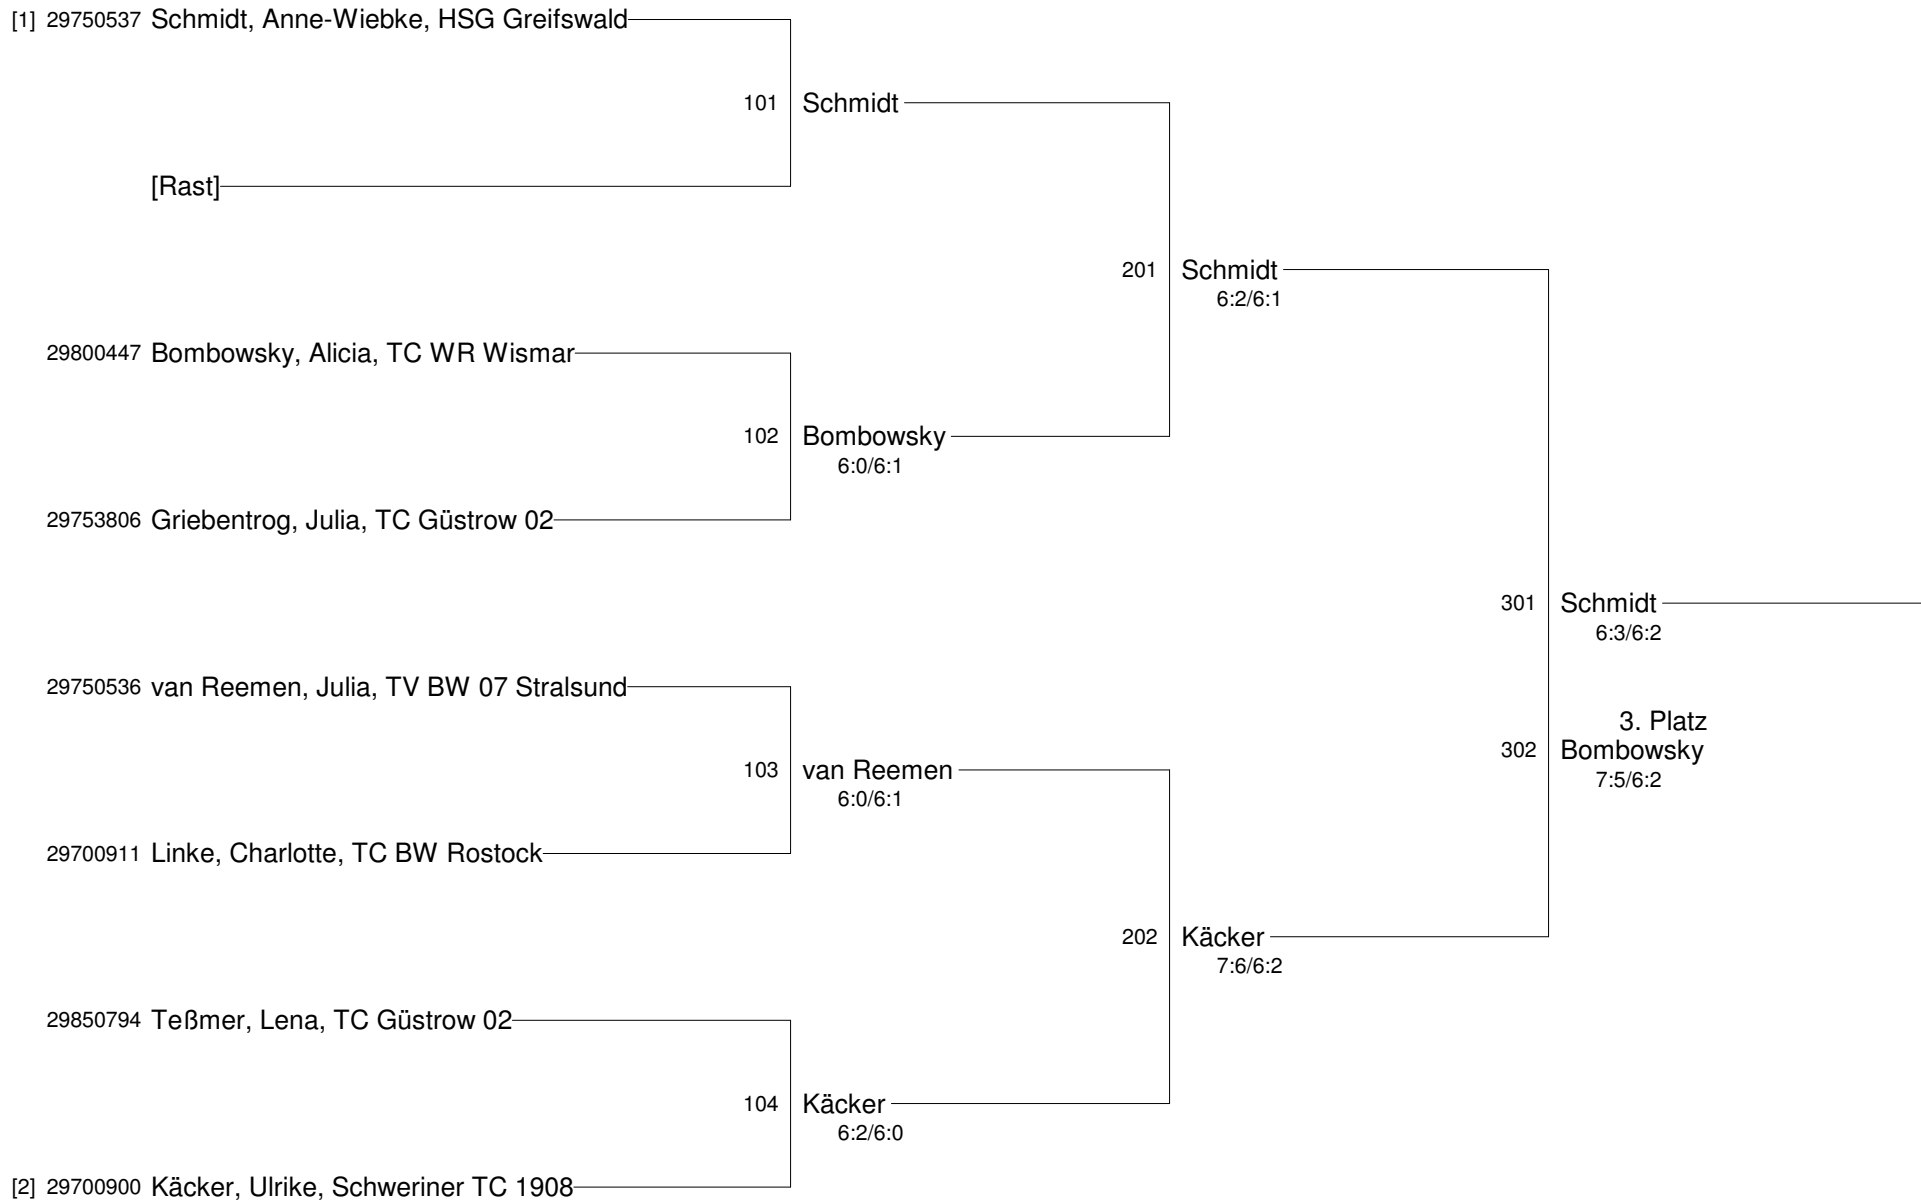 [1] 29750537 Schmidt, Anne-Wiebke, HSG Greifswald
101 Schmidt
[Rast]
201 Schmidt
6:2/6:1
29800447 Bombowsky, Alicia, TC WR Wismar
102 Bombowsky
6:0/6:1
29753806 Griebentrog, Julia, TC Güstrow 02
301 Schmidt
6:3/6:2
29750536 van Reemen, Julia, TV BW 07 Stralsund
3. Platz
302 Bombowsky
7:5/6:2
103 van Reemen
6:0/6:1
29700911 Linke, Charlotte, TC BW Rostock
202 Käcker
7:6/6:2
29850794 Teßmer, Lena, TC Güstrow 02
104 Käcker
6:2/6:0
[2] 29700900 Käcker, Ulrike, Schweriner TC 1908